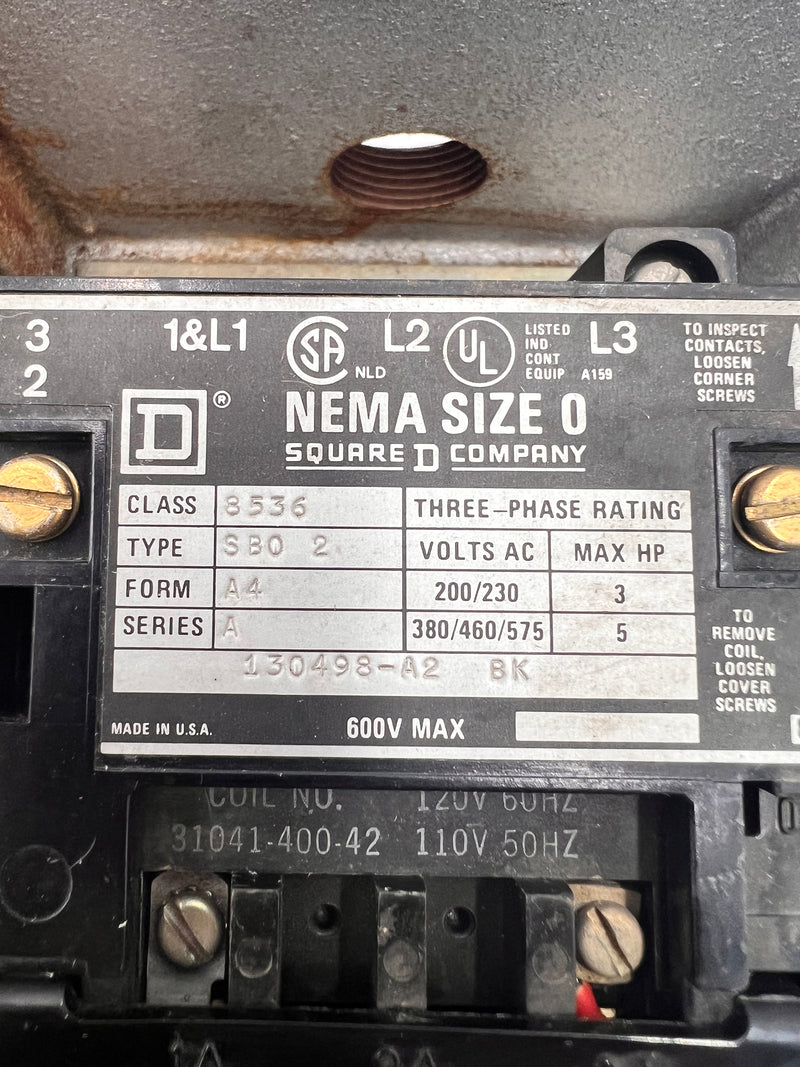 3 1&L1 SA NLD L2 UL LISTED IND CONT EQUIP A159 L3
2
TO INSPECT
CONTACTS,
LOOSEN
CORNER
SCREWS
D ®
NEMA SIZE 0
SQUARE D COMPANY
CLASS 8536 THREE-PHASE RATING
TYPE SBO 2 VOLTS AC MAX HP
FORM A4 200/230 3
SERIES A 380/460/575 5
130498-A2 BK
TO
REMOVE
COIL,
LOOSEN
COVER
SCREWS
MADE IN U.S.A. 600V MAX
COIL NO. 120V 60HZ
31041-400-42 110V 50HZ